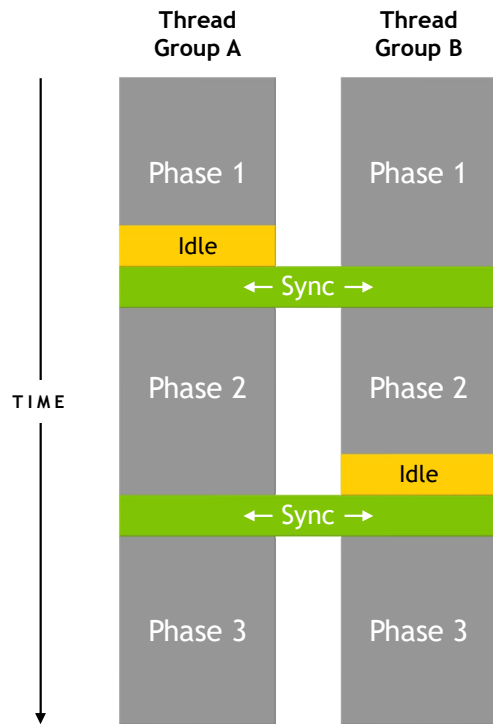 Thread
Group A
Thread
Group B
Phase 1
Phase 1
Idle
← Sync →
Phase 2
Phase 2
TIME
Idle
← Sync →
Phase 3
Phase 3